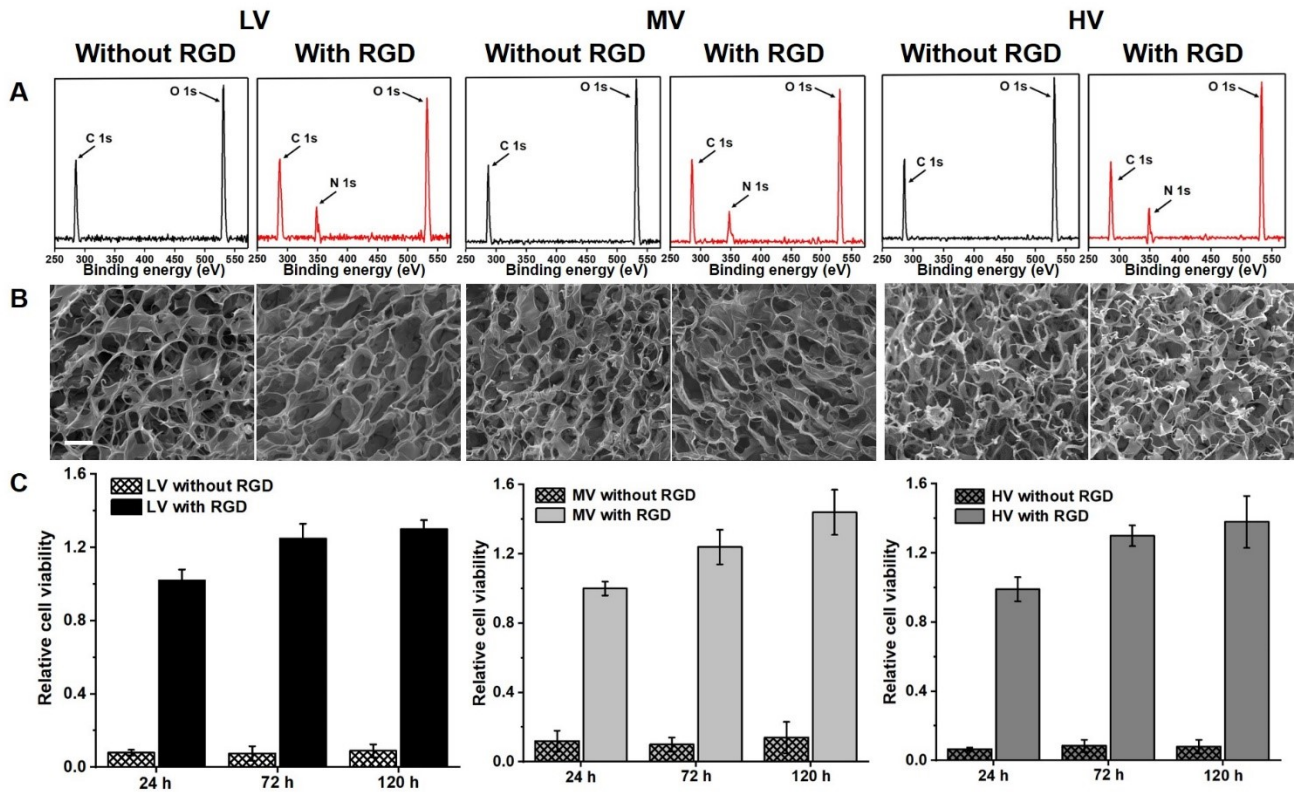 LV MV HV
Without RGD With RGD Without RGD With RGD Without RGD With RGD
A
O 1s
C 1s
250 300 350 400 450 500 550
Binding energy (eV)
O 1s
C 1s
N 1s
250 300 350 400 450 500 550
Binding energy (eV)
O 1s
C 1s
250 300 350 400 450 500 550
Binding energy (eV)
O 1s
C 1s
N 1s
250 300 350 400 450 500 550
Binding energy (eV)
O 1s
C 1s
250 300 350 400 450 500 550
Binding energy (eV)
O 1s
C 1s
N 1s
250 300 350 400 450 500 550
Binding energy (eV)
B
C
Relative cell viability
1.6
1.2
0.8
0.4
0.0
LV without RGD
LV with RGD
24 h 72 h 120 h
Relative cell viability
1.6
1.2
0.8
0.4
0.0
MV without RGD
MV with RGD
24 h 72 h 120 h
Relative cell viability
1.6
1.2
0.8
0.4
0.0
HV without RGD
HV with RGD
24 h 72 h 120 h